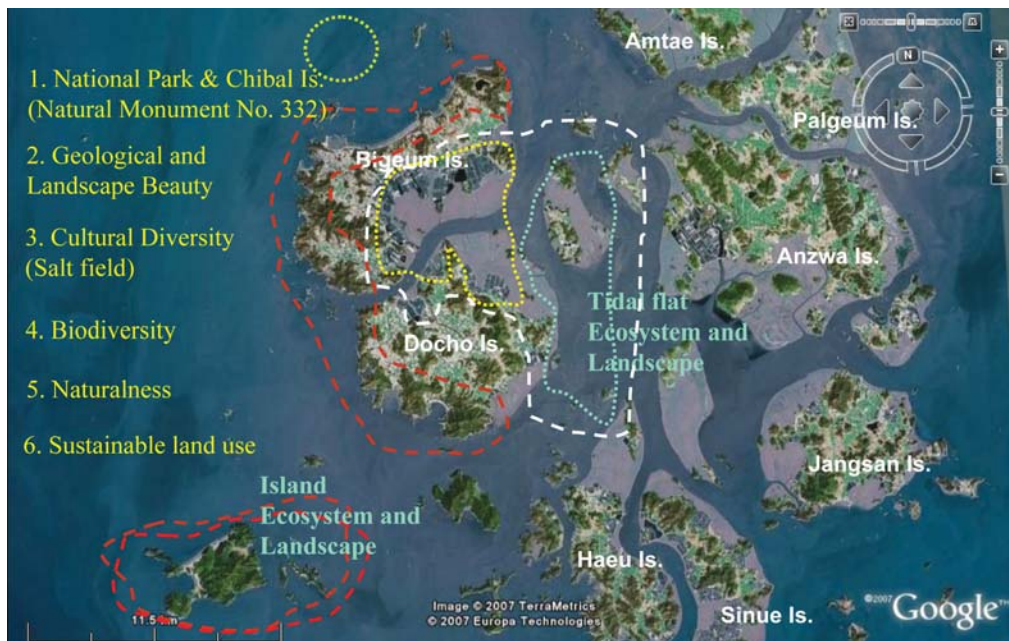 1. National Park & Chibal Is.
(Natural Monument No. 332)
2. Geological and
Landscape Beauty
3. Cultural Diversity
(Salt field)
4. Biodiversity
5. Naturalness
6. Sustainable land use
Amtae Is.
Palgeum Is.
Bigeum Is.
Anzwa Is.
Docho Is.
Tidal flat
Ecosystem and
Landscape
Jangsan Is.
Island
Ecosystem and
Landscape
Haeu Is.
Sinue Is.
N
Image © 2007 TerraMetrics
© 2007 Europa Technologies
©2007 Google™